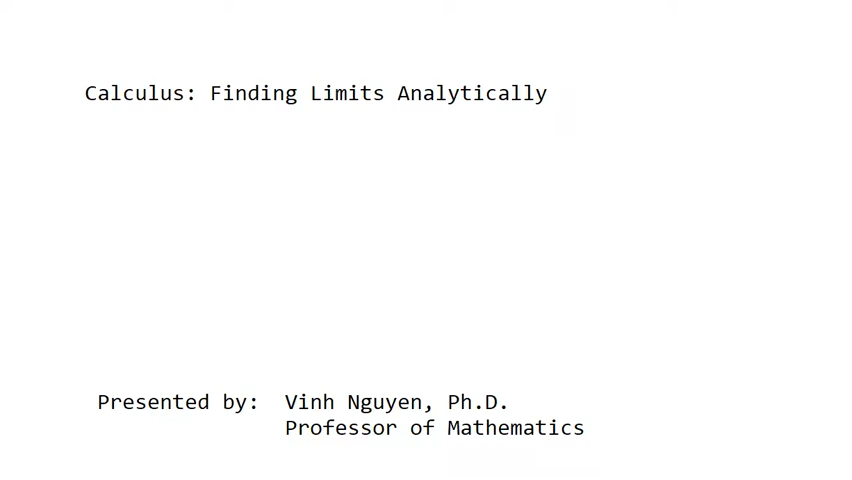 Calculus: Finding Limits Analytically
Presented by: Vinh Nguyen, Ph.D.
Professor of Mathematics